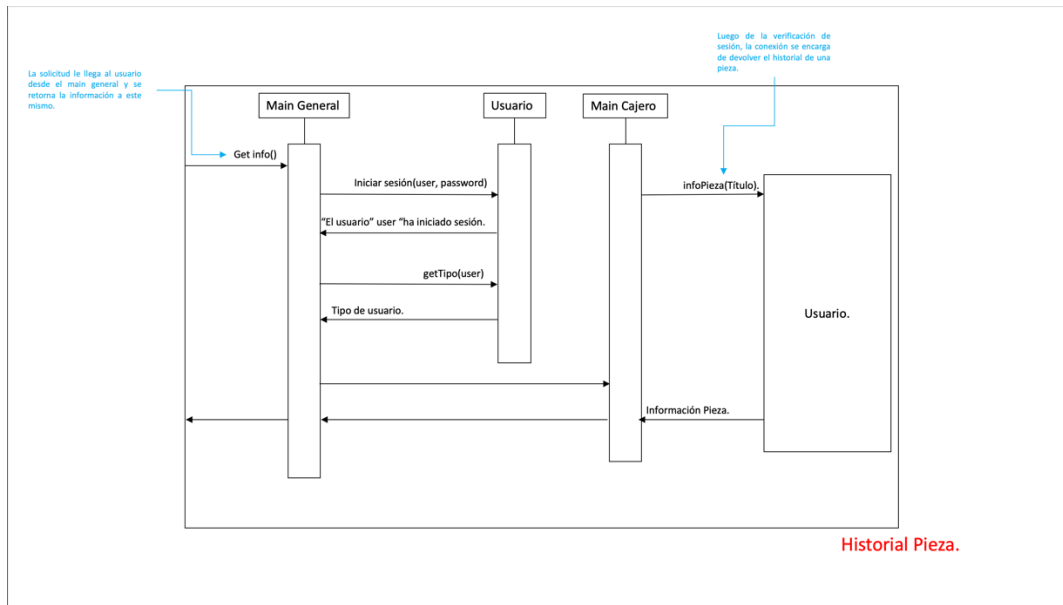 Luego de la verificación de
sesión, la conexión se encarga
de devolver el historial de una
pieza.
La solicitud le llega al usuario
desde el main general y se
retorna la información a este
mismo.
Main General
Usuario
Main Cajero
Get info()
Iniciar sesión(user, password)
infoPieza(Título).
“El usuario” user “ha iniciado sesión.
getTipo(user)
Tipo de usuario.
Usuario.
Información Pieza.
Historial Pieza.